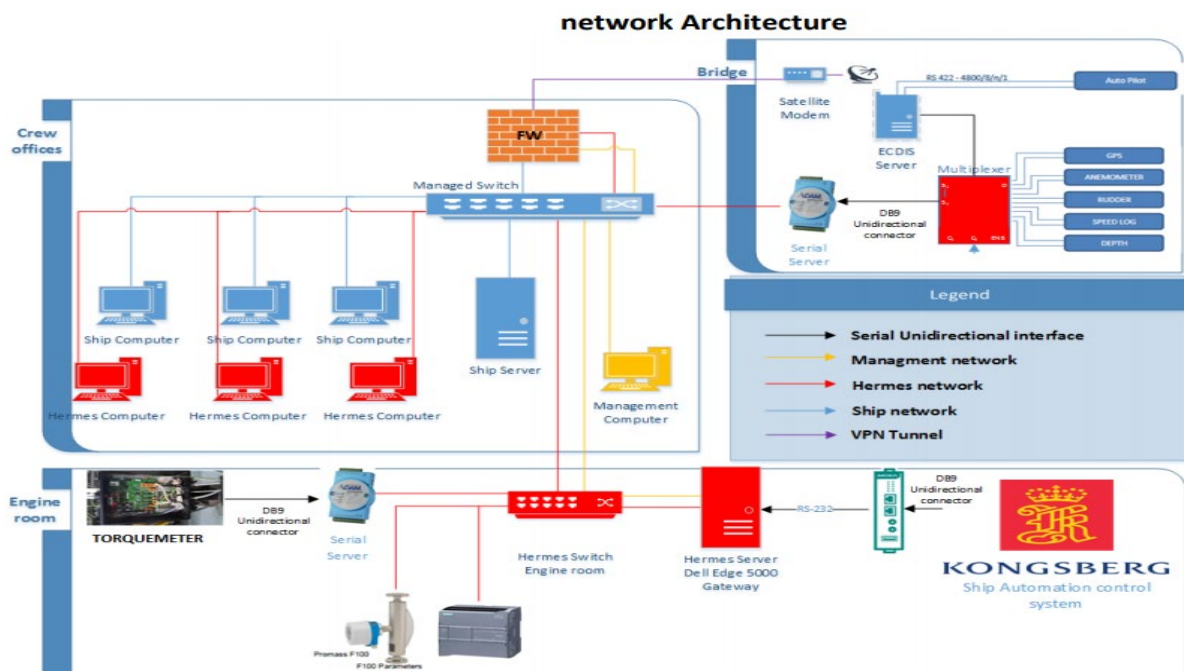 network Architecture
Bridge
RS 422 - 4800/8/n/1
Auto Pilot
Satellite
Modem
ECDIS
Server
Multiplexer
GPS
ANEMOMETER
RUDDER
SPEED LOG
DEPTH
DB9
Unidirectional
connector
Serial
Server
Crew
offices
FW
Managed Switch
Ship Computer
Ship Computer
Ship Computer
Hermes Computer
Hermes Computer
Hermes Computer
Ship Server
Management
Computer
Legend
Serial Unidirectional interface
Managment network
Hermes network
Ship network
VPN Tunnel
Engine
room
TORQUEMETER
DB9
Unidirectional
connector
Serial
Server
Hermes Switch
Engine room
Hermes Server
Dell Edge 5000
Gateway
RS-232
DB9
Unidirectional
connector
KONGSBERG
Ship Automation control
system
Promass F100
F100 Parameters